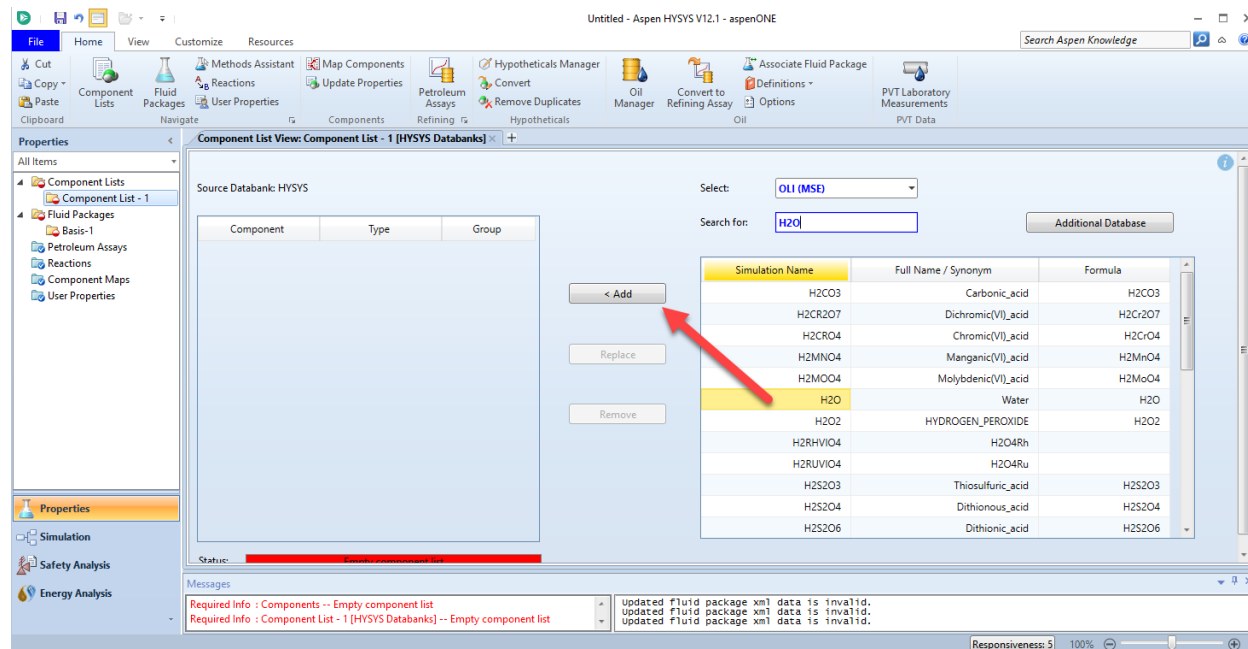 Untitled - Aspen HYSYS V12.1 - aspenONE
File Home View Customize Resources Search Aspen Knowledge
Cut
Copy
Paste
Clipboard
Component Lists
Fluid Packages
Methods Assistant
Reactions
User Properties
Navigate
Map Components
Update Properties
Components
Petroleum Assays
Refining
Hypotheticals Manager
Convert
Remove Duplicates
Hypotheticals
Oil Manager
Convert to Refining Assay
Associate Fluid Package
Definitions
Options
Oil
PVT Laboratory Measurements
PVT Data
Properties <
All Items
Component Lists
Component List - 1
Fluid Packages
Basis-1
Petroleum Assays
Reactions
Component Maps
User Properties
Properties
Simulation
Safety Analysis
Energy Analysis
Component List View: Component List - 1 [HYSYS Databanks] × +
Source Databank: HYSYS
Component Type Group
Select: OLI (MSE)
Search for: H2O
Additional Database
< Add
Replace
Remove
Simulation Name Full Name / Synonym Formula
H2CO3 Carbonic_acid H2CO3
H2CR2O7 Dichromic(VI)_acid H2Cr2O7
H2CRO4 Chromic(VI)_acid H2CrO4
H2MNO4 Manganic(VI)_acid H2MnO4
H2MOO4 Molybdenic(VI)_acid H2MoO4
H2O Water H2O
H2O2 HYDROGEN_PEROXIDE H2O2
H2RHVIO4 H2O4Rh
H2RUVIO4 H2O4Ru
H2S2O3 Thiosulfuric_acid H2S2O3
H2S2O4 Dithionous_acid H2S2O4
H2S2O6 Dithionic_acid H2S2O6
Status: Empty component list
Messages
Required Info : Components -- Empty component list
Required Info : Component List - 1 [HYSYS Databanks] -- Empty component list
Updated fluid package xml data is invalid.
Updated fluid package xml data is invalid.
Updated fluid package xml data is invalid.
Responsiveness: 5 100%